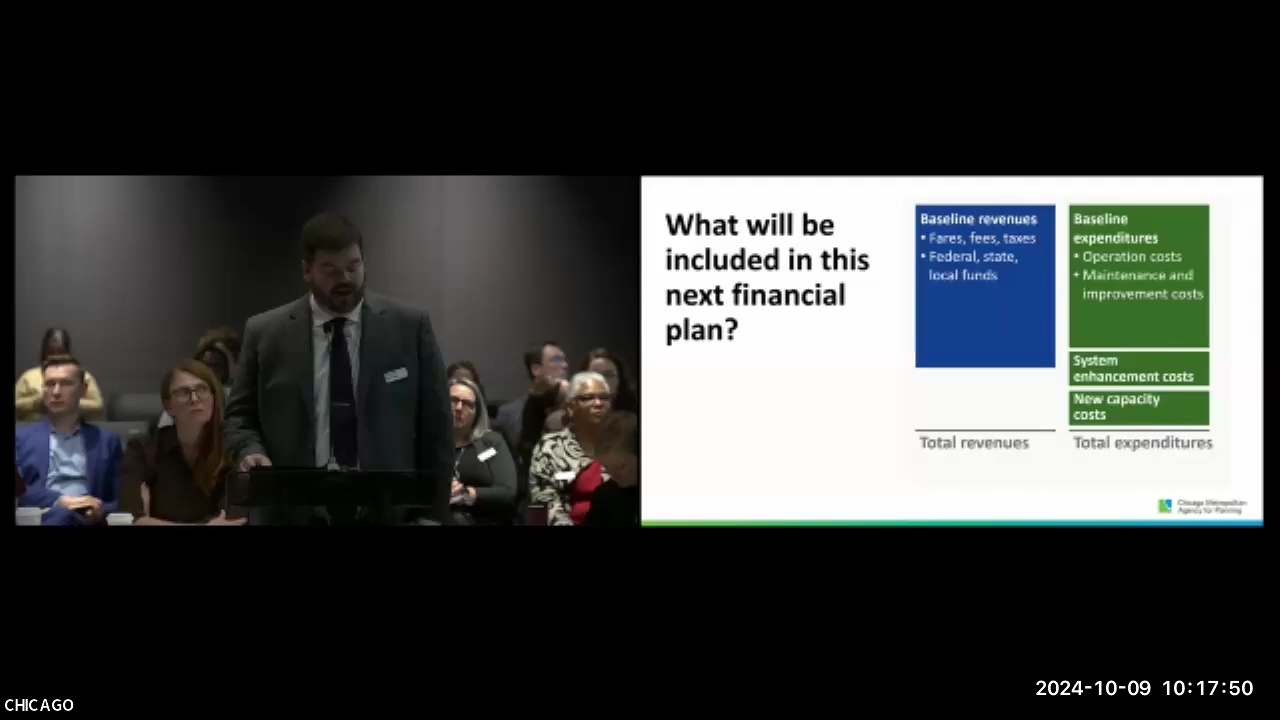 What will be
included in this
next financial
plan?
Baseline revenues
• Fares, fees, taxes
• Federal, state,
local funds
Total revenues
Baseline
expenditures
• Operation costs
• Maintenance and
improvement costs
System
enhancement costs
New capacity
costs
Total expenditures
Chicago Metropolitan
Agency for Planning
2024-10-09 10:17:50
CHICAGO